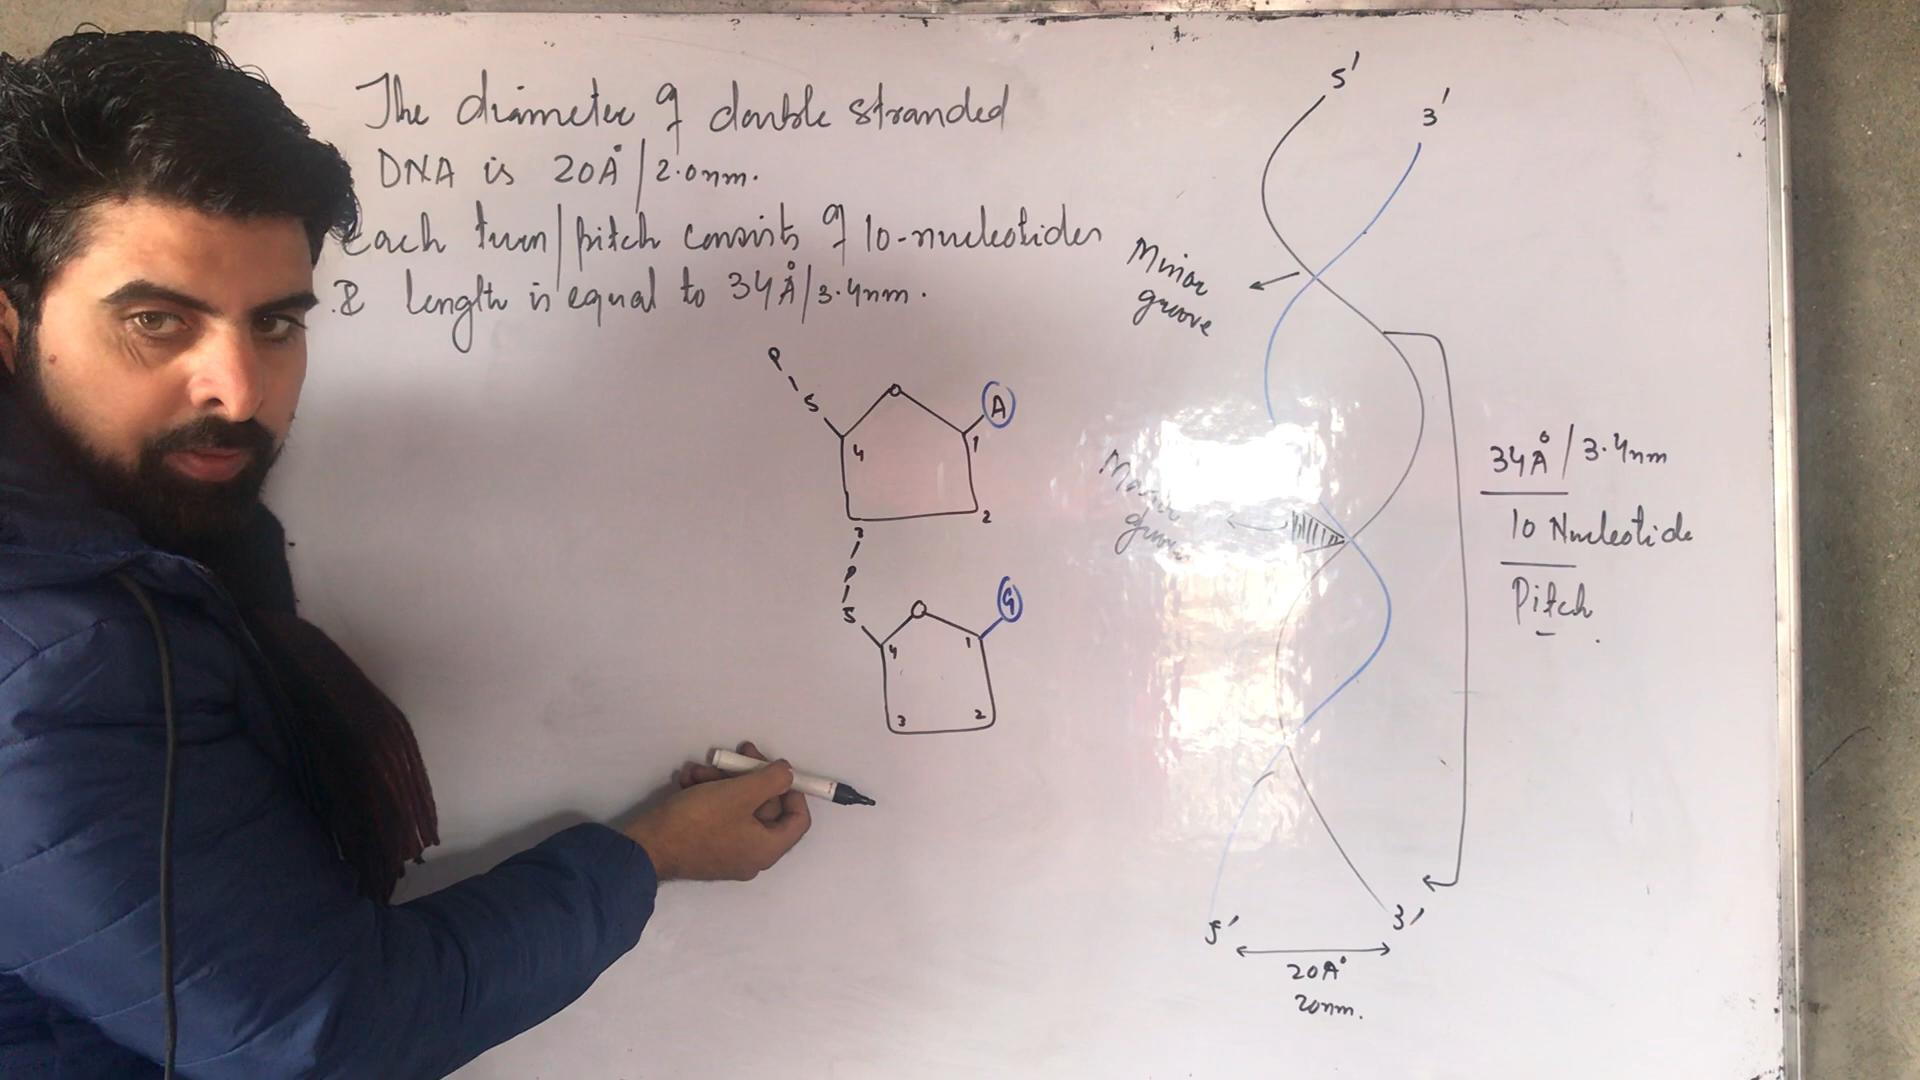 The diameter of double stranded
DNA is 20Å/2.0nm.
Each turn/pitch consists of 10-nucleotides
& length is equal to 34Å/3.4nm.
P
5
O
A
4
1
3
2
P
5
O
G
4
1
3
2
5'
3'
Minor
groove
Major
groove
34Å/3.4nm
10 Nucleotide
Pitch
5'
3'
20A°
20nm.